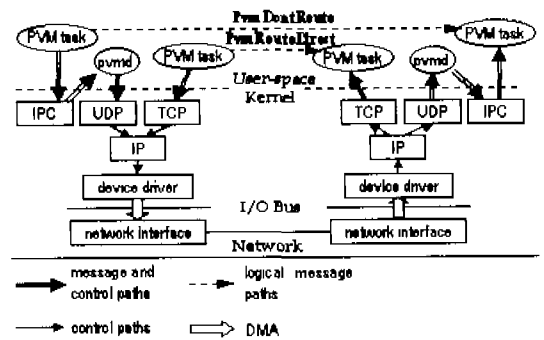 PvmDontRoute
PVM task
PVM task
PvmRouteDirect
pvmd
PVM task
PVM task
pvmd
User-space
Kernel
IPC
UDP
TCP
TCP
UDP
IPC
IP
IP
device driver
device driver
I/O Bus
network interface
network interface
Network
message and
control paths
logical message
paths
control paths
DMA